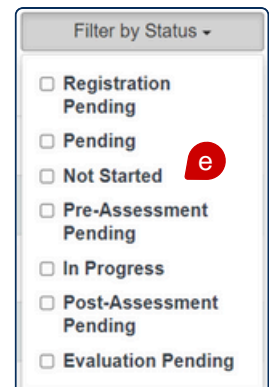 Filter by Status
Registration
Pending
Pending
Not Started
e
Pre-Assessment
Pending
In Progress
Post-Assessment
Pending
Evaluation Pending